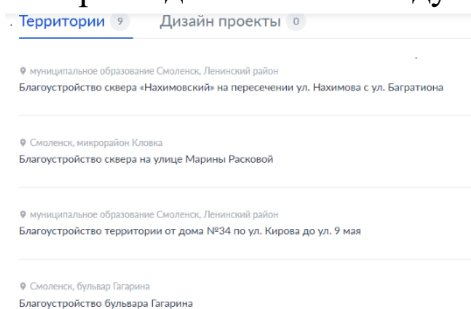 Территории 9 Дизайн проекты 0
муниципальное образование Смоленск, Ленинский район
Благоустройство сквера «Нахимовский» на пересечении ул. Нахимова с ул. Багратиона
Смоленск, микрорайон Кловка
Благоустройство сквера на улице Марины Расковой
муниципальное образование Смоленск, Ленинский район
Благоустройство территории от дома №34 по ул. Кирова до ул. 9 мая
Смоленск, бульвар Гагарина
Благоустройство бульвара Гагарина